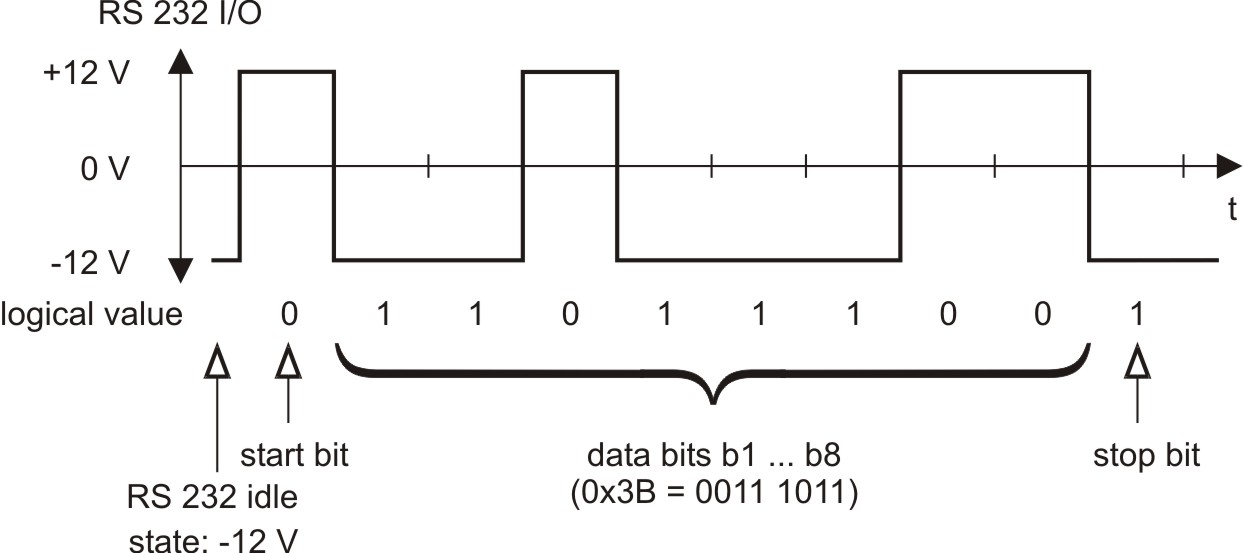 RS 232 I/O
+12 V
0 V
t
-12 V
logical value 0 1 1 0 1 1 1 0 0 1
start bit
data bits b1 ... b8
stop bit
(0x3B = 0011 1011)
RS 232 idle
state: -12 V